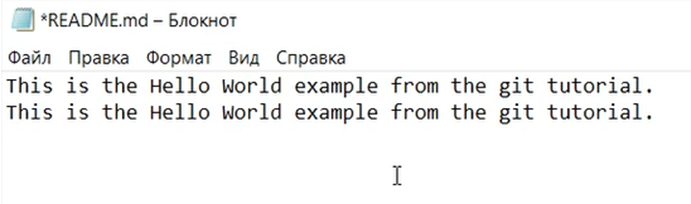 *README.md – Блокнот
Файл Правка Формат Вид Справка
This is the Hello World example from the git tutorial.
This is the Hello World example from the git tutorial.